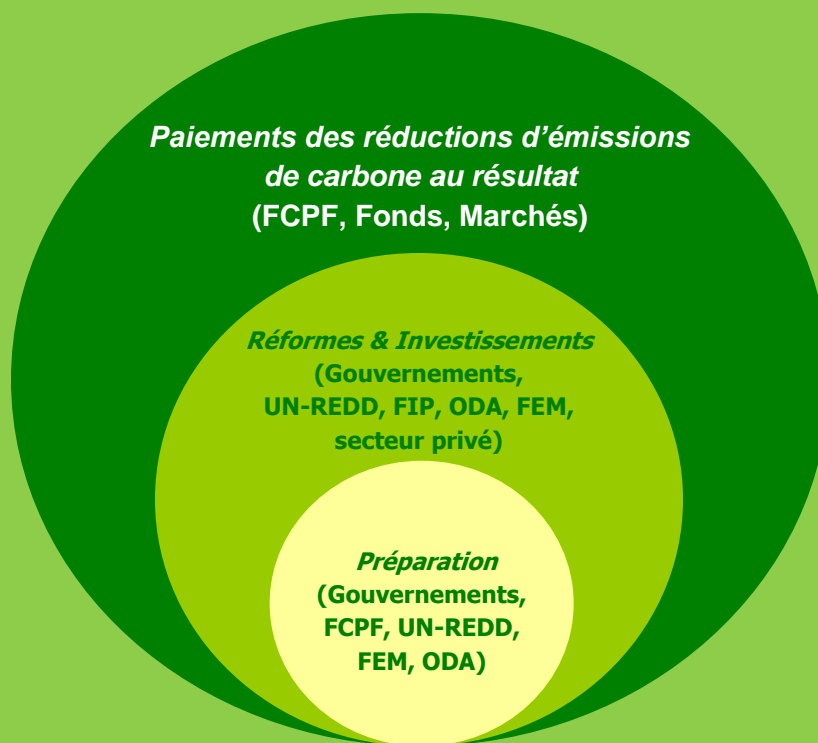 Paiements des réductions d’émissions
de carbone au résultat
(FCPF, Fonds, Marchés)
Réformes & Investissements
(Gouvernements,
UN-REDD, FIP, ODA, FEM,
secteur privé)
Préparation
(Gouvernements,
FCPF, UN-REDD,
FEM, ODA)